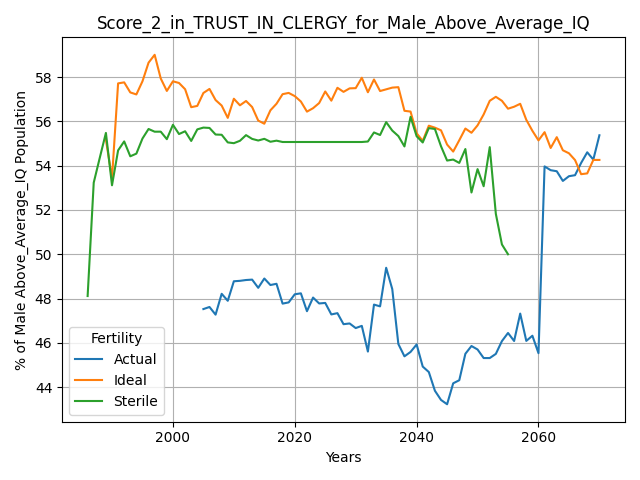 Score_2_in_TRUST_IN_CLERGY_for_Male_Above_Average_IQ
% of Male Above_Average_IQ Population
58
56
54
52
50
48
46
44
Fertility
Actual
Ideal
Sterile
2000 2020 2040 2060
Years